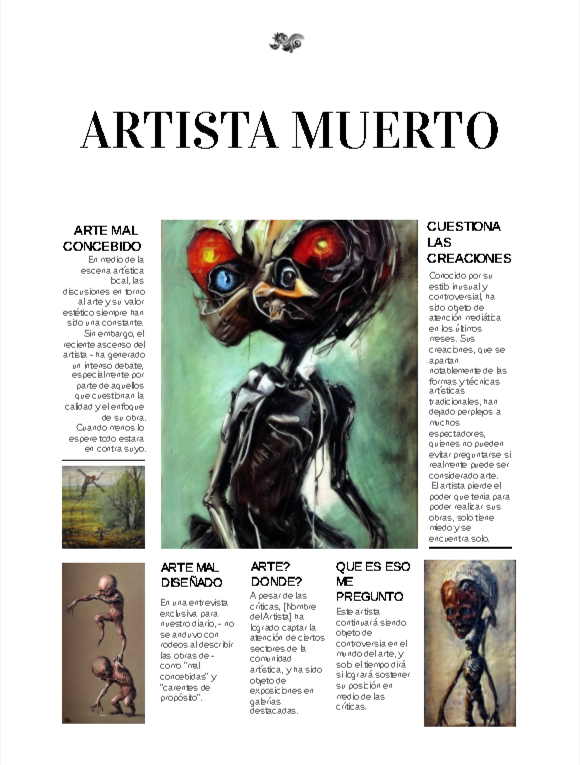 ARTISTA MUERTO
ARTE MAL
CONCEBIDO
En medio de la
escena artística
local, las
discusiones en torno
al arte y su valor
estético siempre han
sido una constante.
Sin embargo, el
reciente ascenso del
artista - ha generado
un intenso debate,
especialmente por
parte de aquellos
que cuestionan la
calidad y el enfoque
de su obra.
Cuando menos lo
espere todo estara
en contra suyo.
CUESTIONA
LAS
CREACIONES
Conocido por su
estilo inusual y
controversial, ha
sido objeto de
atención mediática
en los últimos
meses. Sus
creaciones, que se
apartan
notablemente de las
formas y técnicas
artísticas
tradicionales, han
dejado perplejos a
muchos
espectadores,
quienes no pueden
evitar preguntarse si
realmente puede ser
considerado arte.
El artista pierde el
poder que tenia para
poder realizar sus
obras, solo tiene
miedo y se
encuentra solo.
ARTE MAL
DISEÑADO
En una entrevista
exclusiva para
nuestro diario, - no
se anduvo con
rodeos al describir
las obras de -
como "mal
concebidas" y
"carentes de
propósito".
ARTE?
DONDE?
A pesar de las
críticas, [Nombre
del Artista] ha
logrado captar la
atención de ciertos
sectores de la
comunidad
artística, y ha sido
objeto de
exposiciones en
galerías
destacadas.
QUE ES ESO
ME
PREGUNTO
Este artista
continuará siendo
objeto de
controversia en el
mundo del arte, y
solo el tiempo dirá
si logrará sostener
su posición en
medio de las
críticas.